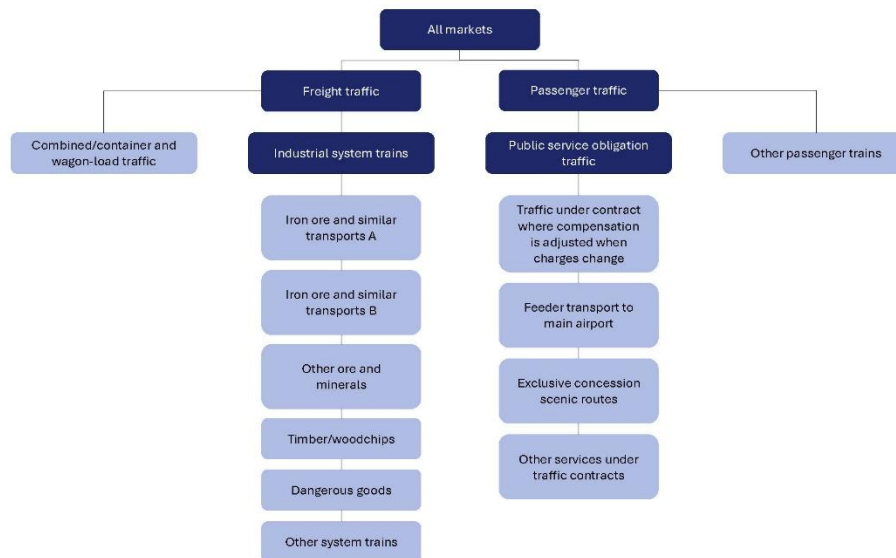 All markets
Freight traffic
Passenger traffic
Combined/container and
wagon-load traffic
Industrial system trains
Public service obligation
traffic
Other passenger trains
Iron ore and similar
transports A
Iron ore and similar
transports B
Other ore and
minerals
Timber/woodchips
Dangerous goods
Other system trains
Traffic under contract
where compensation
is adjusted when
charges change
Feeder transport to
main airport
Exclusive concession
scenic routes
Other services under
traffic contracts